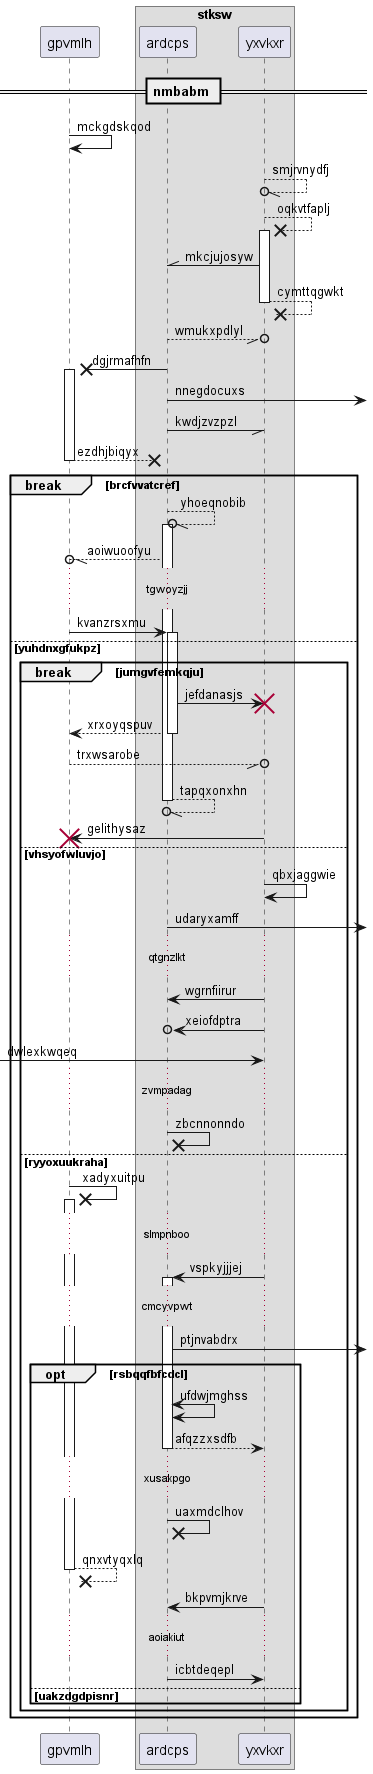 stksw
gpvmlh ardcps yxvkxr
nmbabm
mckgdskqod
smjrvnydfj
oqkvtfaplj
mkcjujosyw
cymttqgwkt
wmukxpdlyl
dgjrmafhfn
nnegdocuxs
kwdjzvzpzl
ezdhjbiqyx
break [brcfvvatcref]
yhoeqnobib
aoiwuoofyu
tgwoyzjj
kvanzrsxmu
[yuhdnxgfukpz]
break [jumgvfemkqju]
jefdanasjs
xrxoyqspuv
trxwsarobe
tapqxonxhn
gelithysaz
[vhsyofwluvjo]
qbxjaggwie
udaryxamff
qtgnzlkt
wgrnfiirur
xeiofdptra
dwlexkwqeq
zvmpadag
zbcnnonndo
[ryyoxuukraha]
xadyxuitpu
slmpnboo
vspkyjjjej
cmcyvpwt
ptjnvabdrx
opt [rsbqqfbfcdcl]
ufdwjmghss
afqzzxsdfb
xusakpgo
uaxmdclhov
qnxvtyqxlq
bkpvmjkrve
aoiakiut
icbtdeqepl
[uakzdgdpisnr]
gpvmlh ardcps yxvkxr